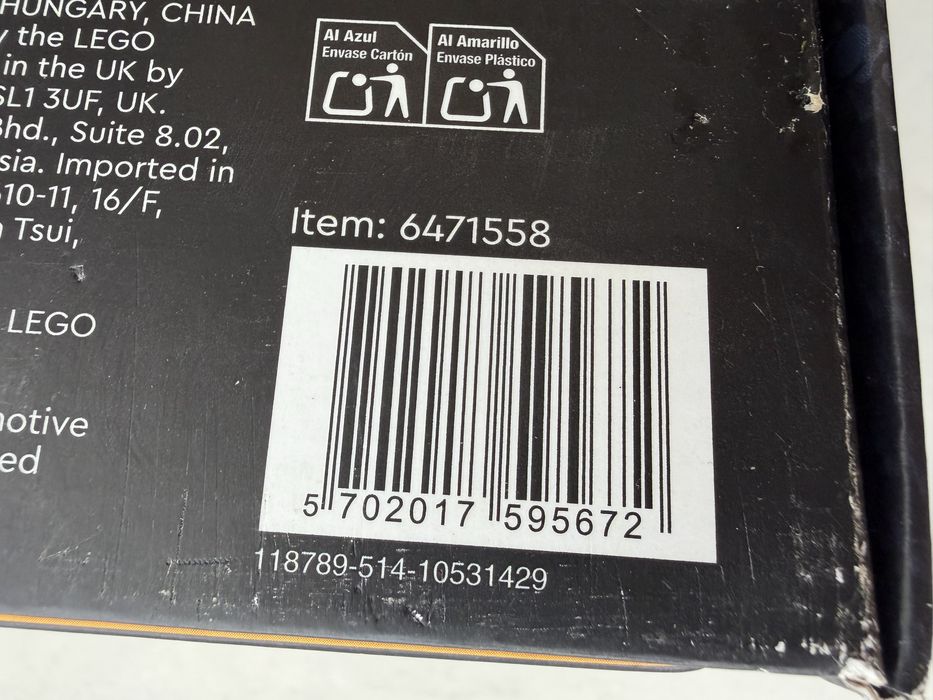 HUNGARY, CHINA
y the LEGO
in the UK by
SL1 3UF, UK.
Bhd., Suite 8.02,
sia. Imported in
610-11, 16/F,
Tsui,
LEGO
motive
ed
Al Azul
Envase Cartón
Al Amarillo
Envase Plástico
Item: 6471558
5 702017 595672
118789-514-10531429